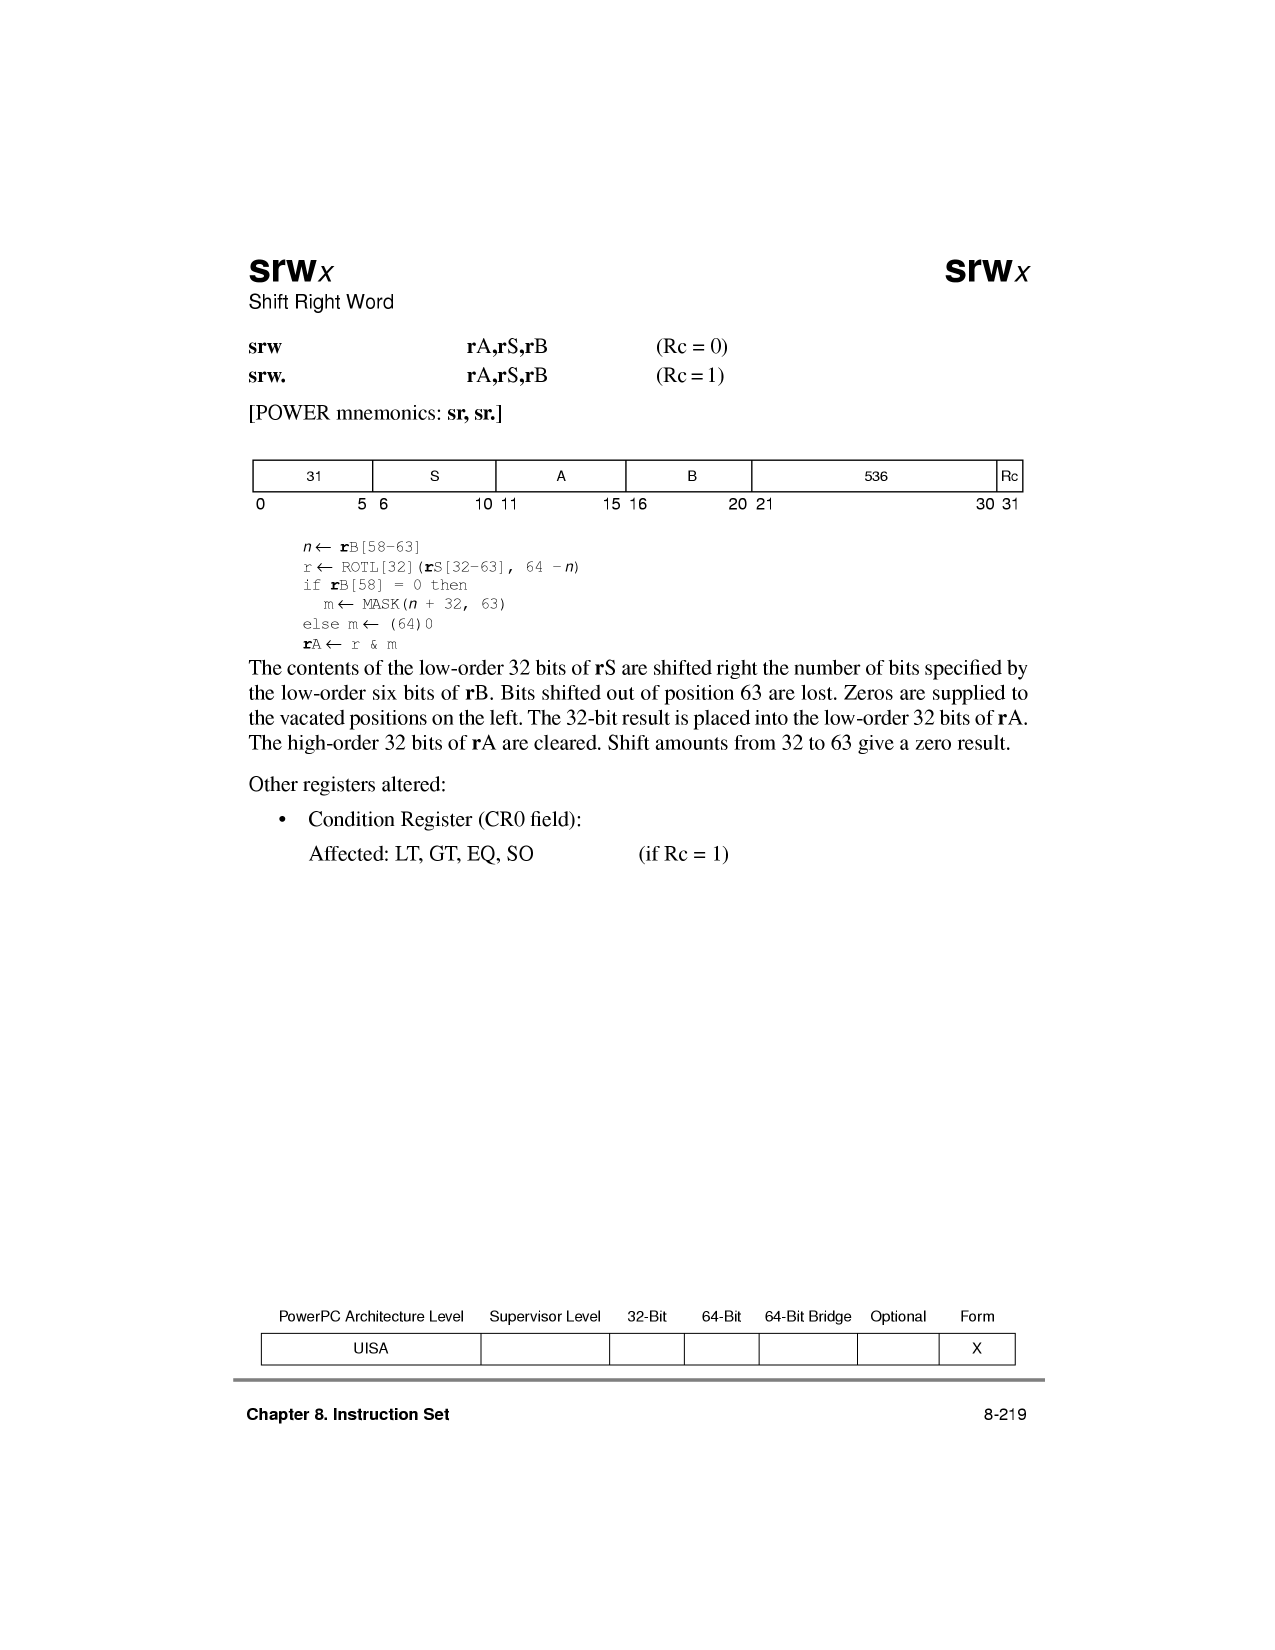 srwx srwx
Shift Right Word
srw rA,rS,rB (Rc = 0)
srw. rA,rS,rB (Rc = 1)
[POWER mnemonics: sr, sr.]
31 S A B 536 Rc
0 5 6 10 11 15 16 20 21 30 31
n ← rB[58–63]
r ← ROTL[32](rS[32–63], 64 – n)
if rB[58] = 0 then
m ← MASK(n + 32, 63)
else m ← (64)0
rA ← r & m
The contents of the low-order 32 bits of rS are shifted right the number of bits specified by
the low-order six bits of rB. Bits shifted out of position 63 are lost. Zeros are supplied to
the vacated positions on the left. The 32-bit result is placed into the low-order 32 bits of rA.
The high-order 32 bits of rA are cleared. Shift amounts from 32 to 63 give a zero result.
Other registers altered:
• Condition Register (CR0 field):
Affected: LT, GT, EQ, SO (if Rc = 1)
PowerPC Architecture Level Supervisor Level 32-Bit 64-Bit 64-Bit Bridge Optional Form
UISA X
Chapter 8. Instruction Set 8-219